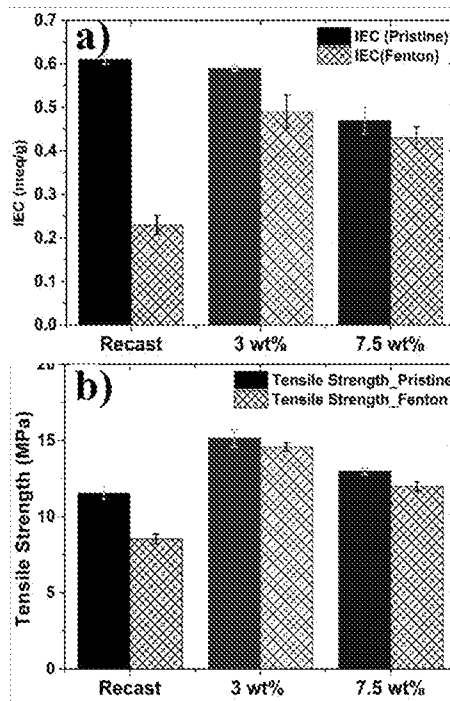 a)
IEC (Pristine)
IEC(Fenton)
0.6
0.5
0.4
0.3
0.2
0.1
0.0
IEC (meq/g)
Recast 3 wt% 7.5 wt%
b)
Tensile Strength_Pristine
Tensile Strength_Fenton
20
15
10
5
0
Tensile Strength (MPa)
Recast 3 wt% 7.5 wt%